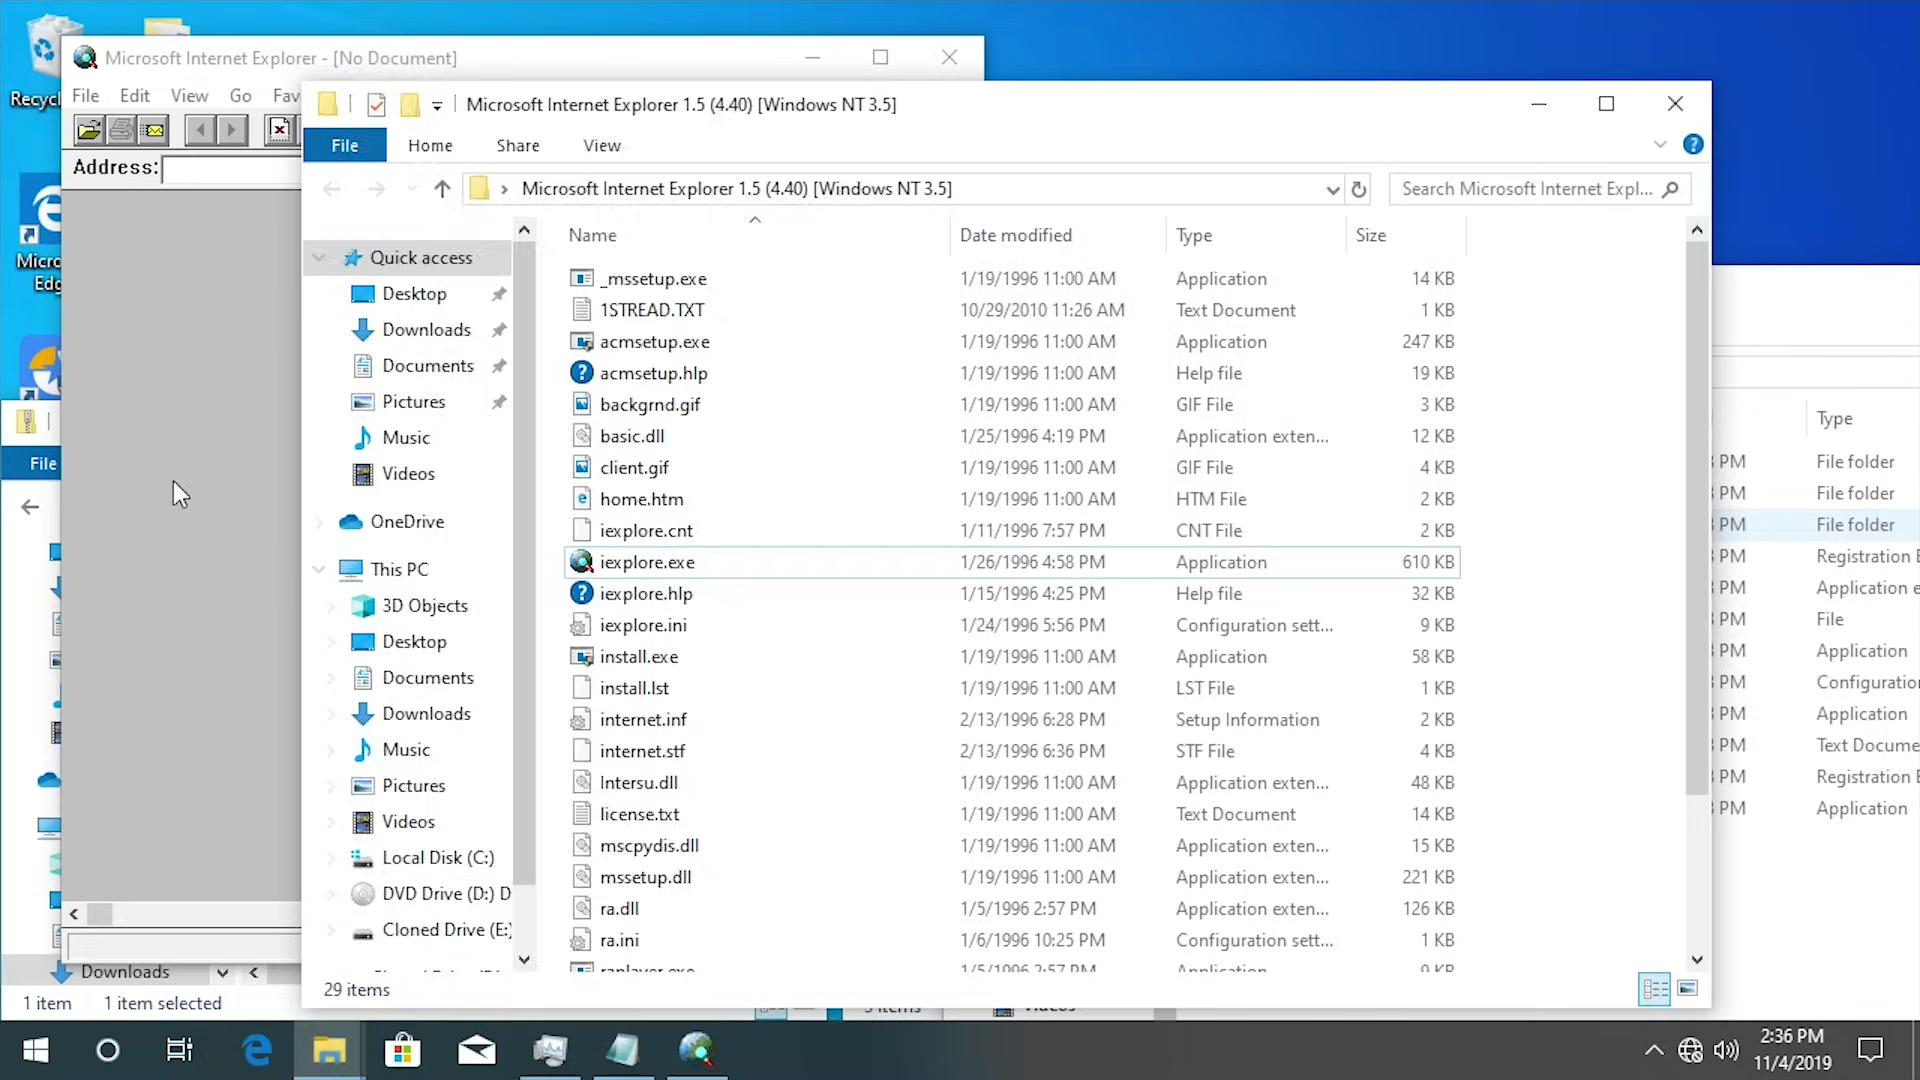 Recycl
Microsoft Internet Explorer - [No Document]
File Edit View Go Fav
Address:
Micro
Edg
File
Downloads
1 item 1 item selected
Microsoft Internet Explorer 1.5 (4.40) [Windows NT 3.5]
File Home Share View
Microsoft Internet Explorer 1.5 (4.40) [Windows NT 3.5]
Search Microsoft Internet Expl...
Quick access
Desktop
Downloads
Documents
Pictures
Music
Videos
OneDrive
This PC
3D Objects
Desktop
Documents
Downloads
Music
Pictures
Videos
Local Disk (C:)
DVD Drive (D:) D
Cloned Drive (E:)
Name Date modified Type Size
_mssetup.exe 1/19/1996 11:00 AM Application 14 KB
1STREAD.TXT 10/29/2010 11:26 AM Text Document 1 KB
acmsetup.exe 1/19/1996 11:00 AM Application 247 KB
acmsetup.hlp 1/19/1996 11:00 AM Help file 19 KB
backgrnd.gif 1/19/1996 11:00 AM GIF File 3 KB
basic.dll 1/25/1996 4:19 PM Application exten... 12 KB
client.gif 1/19/1996 11:00 AM GIF File 4 KB
home.htm 1/19/1996 11:00 AM HTM File 2 KB
iexplore.cnt 1/11/1996 7:57 PM CNT File 2 KB
iexplore.exe 1/26/1996 4:58 PM Application 610 KB
iexplore.hlp 1/15/1996 4:25 PM Help file 32 KB
iexplore.ini 1/24/1996 5:56 PM Configuration sett... 9 KB
install.exe 1/19/1996 11:00 AM Application 58 KB
install.lst 1/19/1996 11:00 AM LST File 1 KB
internet.inf 2/13/1996 6:28 PM Setup Information 2 KB
internet.stf 2/13/1996 6:36 PM STF File 4 KB
Intersu.dll 1/19/1996 11:00 AM Application exten... 48 KB
license.txt 1/19/1996 11:00 AM Text Document 14 KB
mscpydis.dll 1/19/1996 11:00 AM Application exten... 15 KB
mssetup.dll 1/19/1996 11:00 AM Application exten... 221 KB
ra.dll 1/5/1996 2:57 PM Application exten... 126 KB
ra.ini 1/6/1996 10:25 PM Configuration sett... 1 KB
raplayer.exe 1/5/1996 2:57 PM Application 9 KB
29 items
Type
PM File folder
PM File folder
PM File folder
PM Registration E
PM Application e
PM File
PM Application
PM Configuration
PM Application
PM Text Docume
PM Registration E
PM Application
2:36 PM
11/4/2019